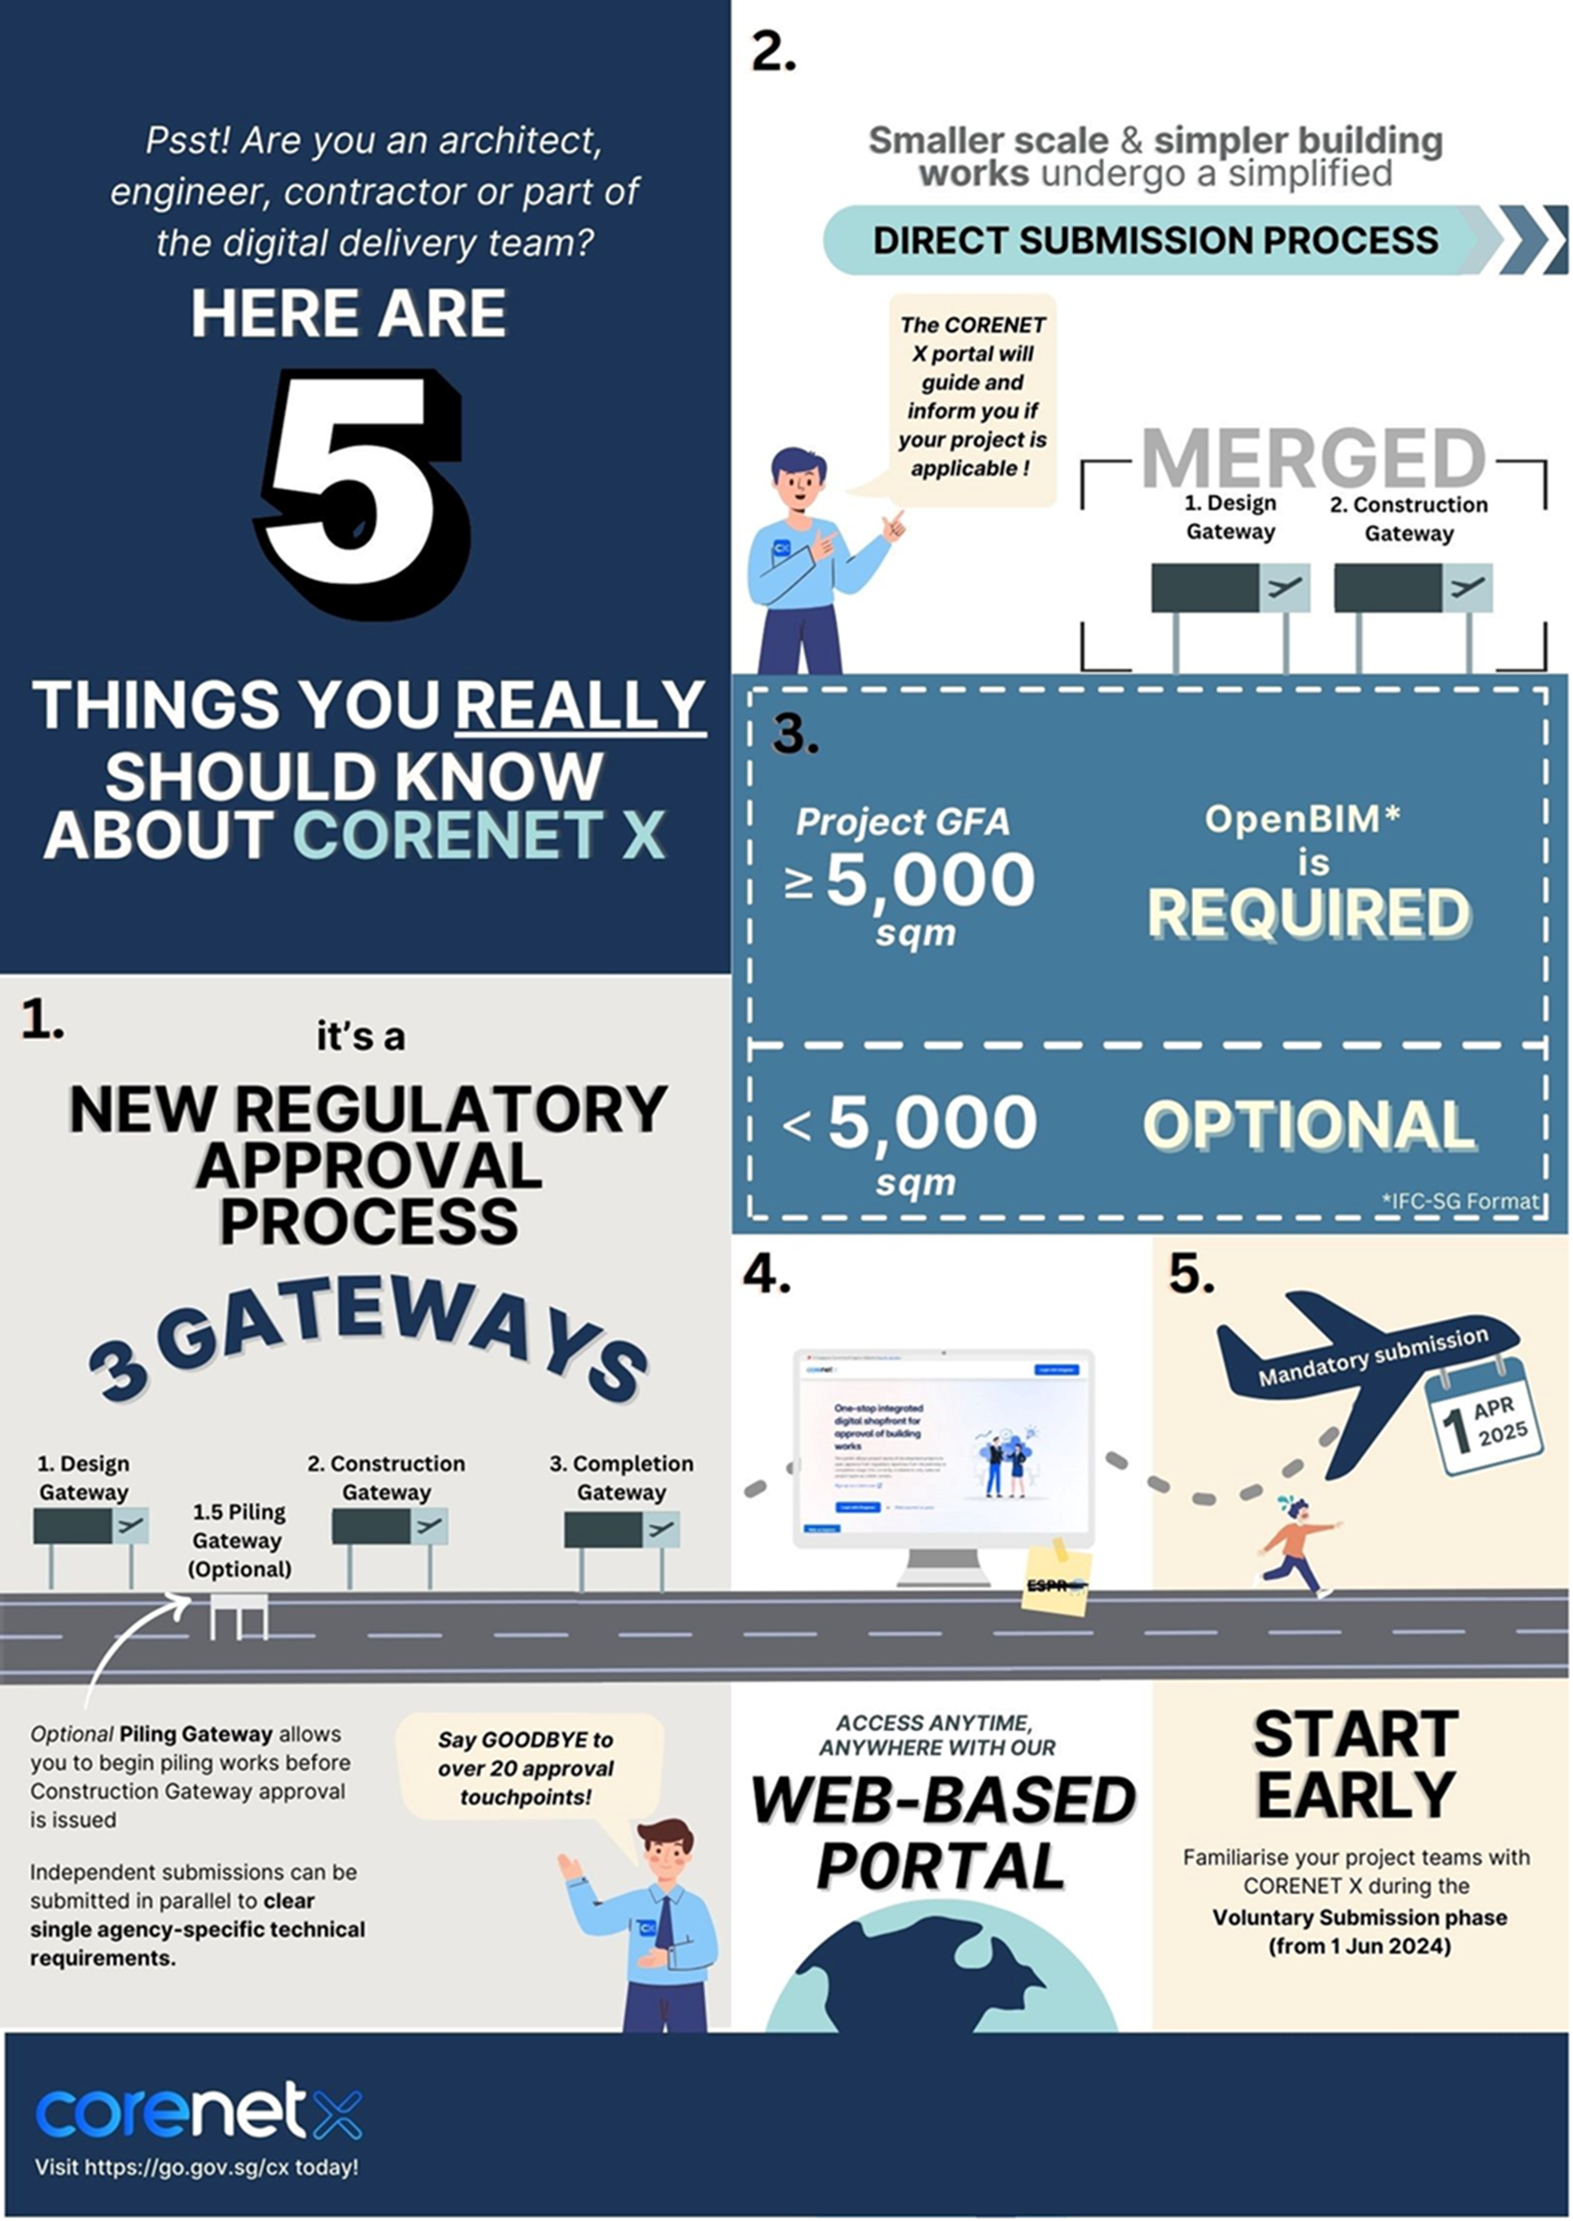 Psst! Are you an architect,
engineer, contractor or part of
the digital delivery team?
HERE ARE
5
THINGS YOU REALLY
SHOULD KNOW
ABOUT CORENET X
1.
it's a
NEW REGULATORY
APPROVAL
PROCESS
3 GATEWAYS
1. Design
Gateway
1.5 Piling
Gateway
(Optional)
2. Construction
Gateway
3. Completion
Gateway
Optional Piling Gateway allows
you to begin piling works before
Construction Gateway approval
is issued
Independent submissions can be
submitted in parallel to clear
single agency-specific technical
requirements.
Say GOODBYE to
over 20 approval
touchpoints!
CX
2.
Smaller scale & simpler building
works undergo a simplified
DIRECT SUBMISSION PROCESS
The CORENET
X portal will
guide and
inform you if
your project is
applicable !
CX
MERGED
1. Design
Gateway
2. Construction
Gateway
3.
Project GFA
≥ 5,000
sqm
OpenBIM*
is
REQUIRED
< 5,000
sqm
OPTIONAL
*IFC-SG Format
4.
corenet
One-stop integrated
digital shopfront for
approval of building
works
ESPR
ACCESS ANYTIME,
ANYWHERE WITH OUR
WEB-BASED
PORTAL
5.
Mandatory submission
1 APR
2025
START
EARLY
Familiarise your project teams with
CORENET X during the
Voluntary Submission phase
(from 1 Jun 2024)
corenet X
Visit https://go.gov.sg/cx today!